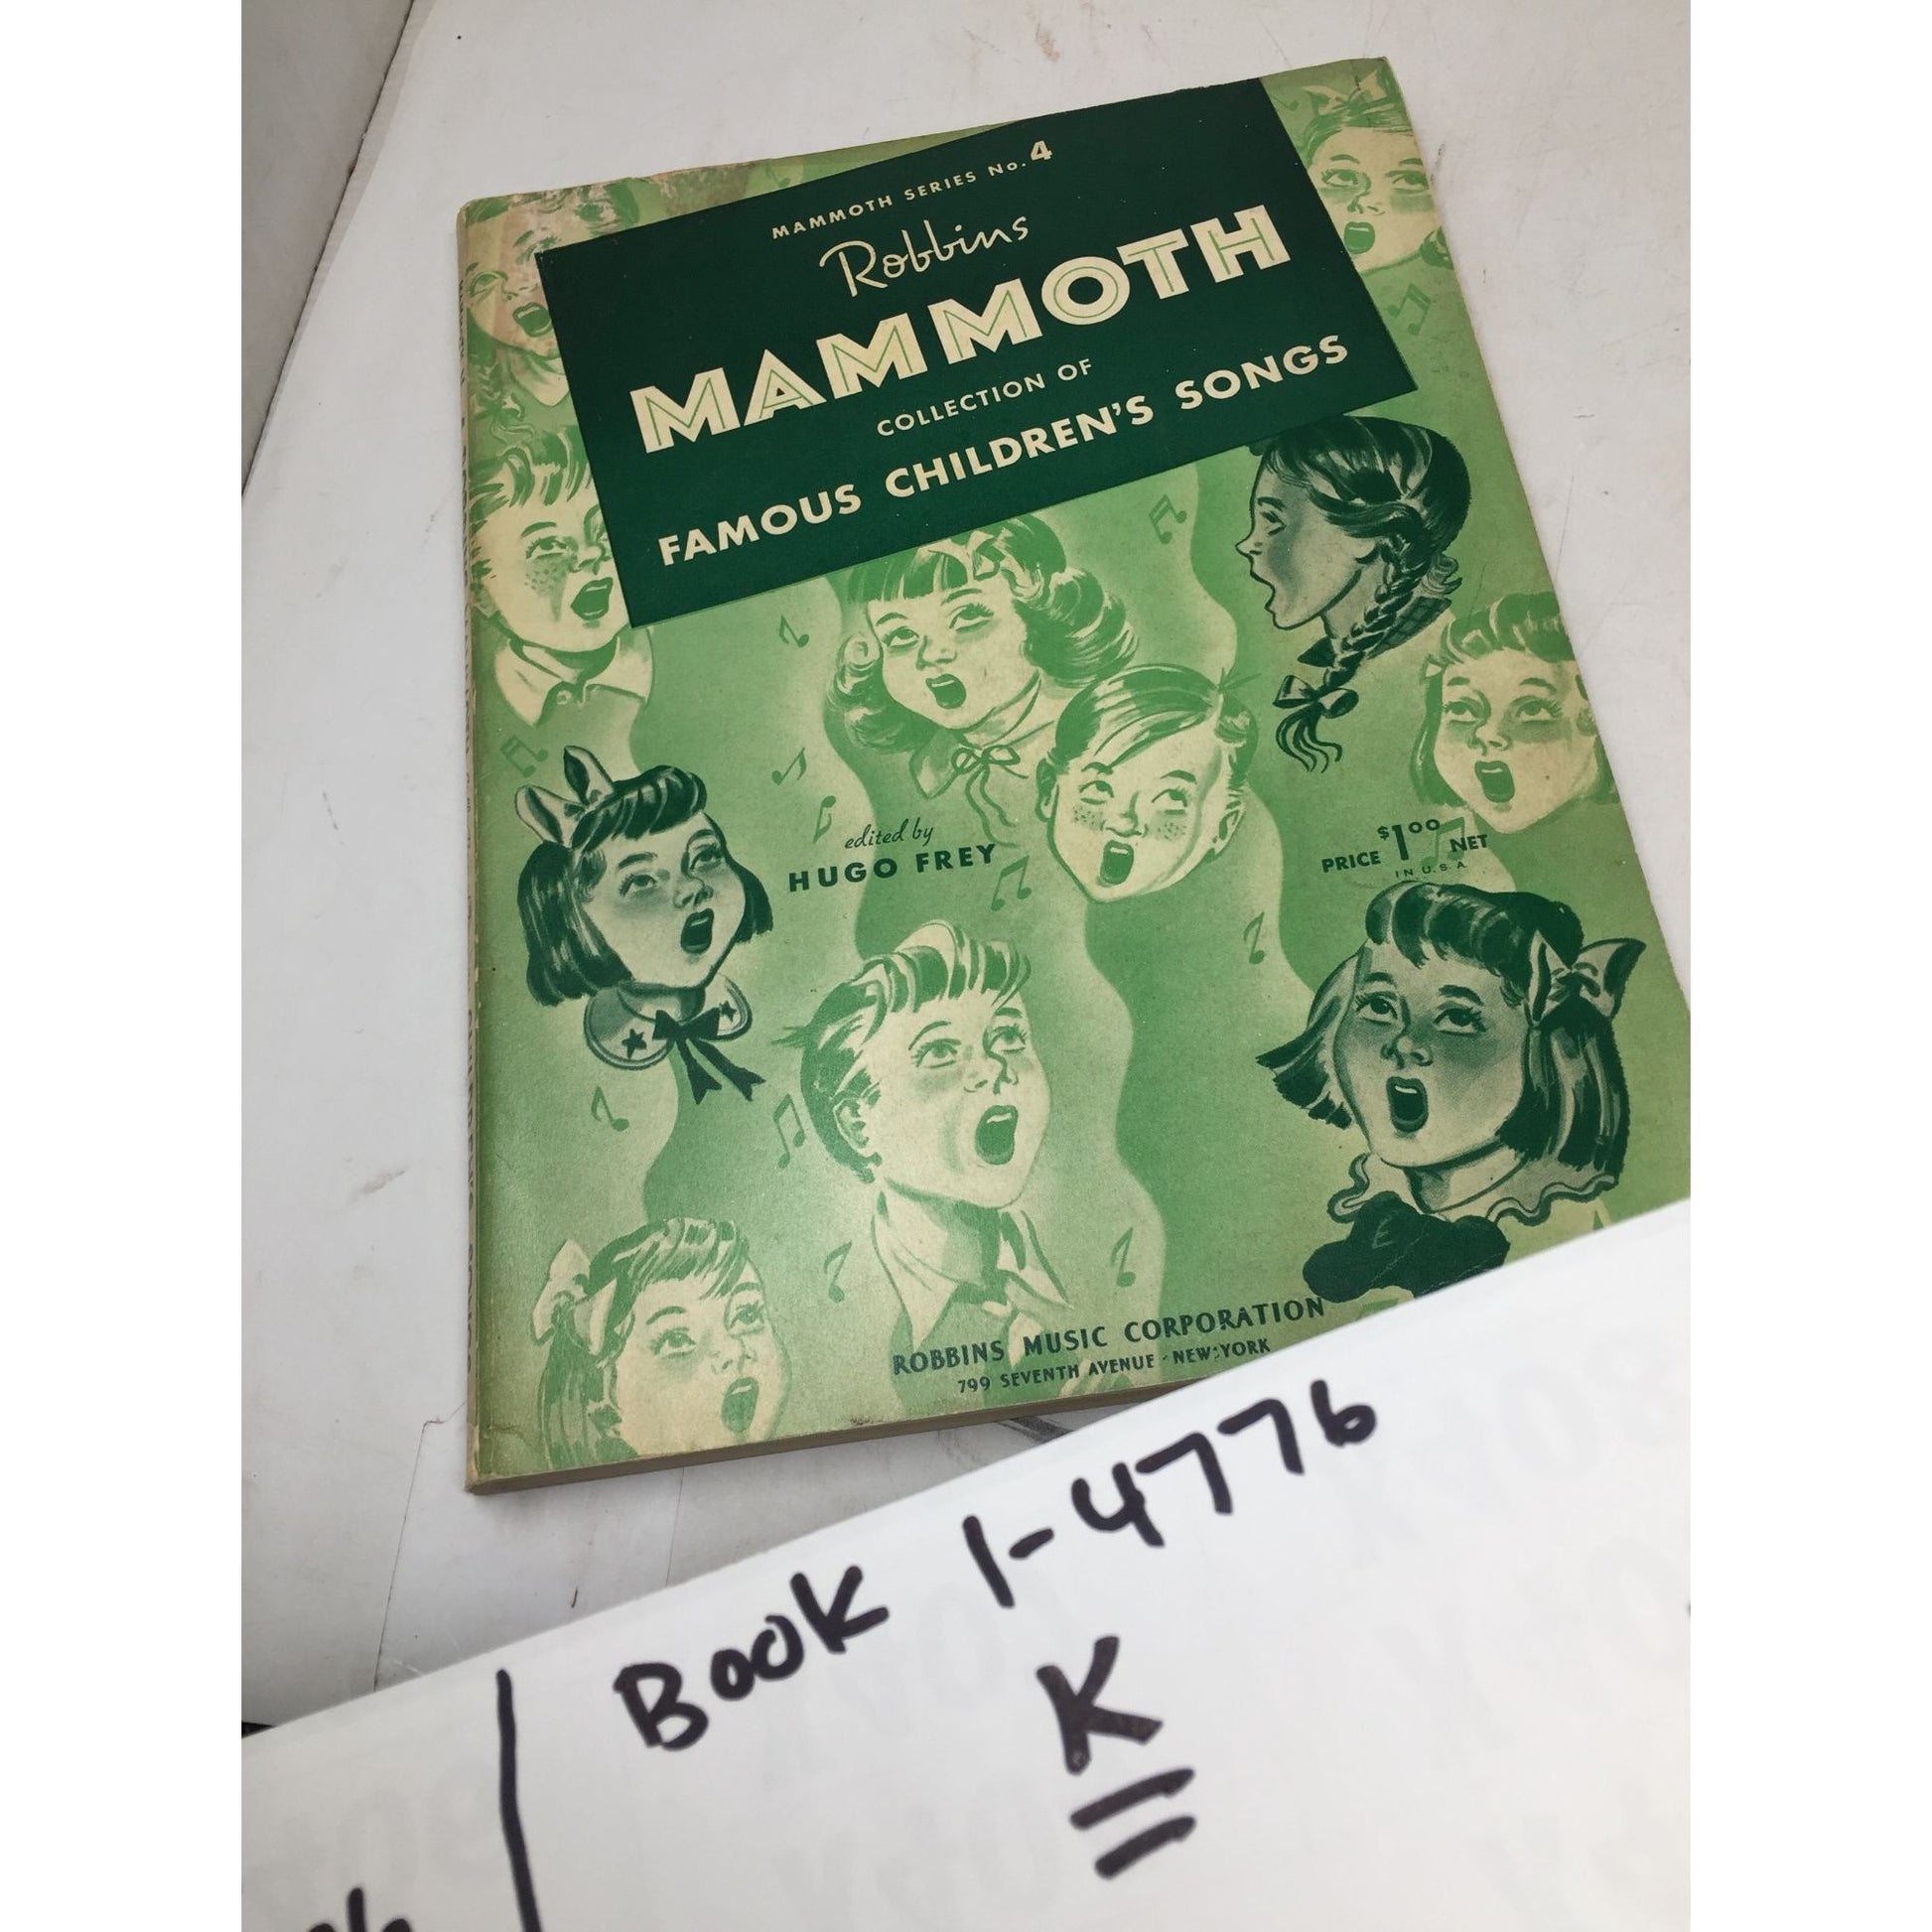 MAMMOTH SERIES No. 4
Robbins
MAMMOTH
COLLECTION OF
FAMOUS CHILDREN'S SONGS
edited by
HUGO FREY
PRICE $1.00 NET
IN U.S.A.
ROBBINS MUSIC CORPORATION
799 SEVENTH AVENUE · NEW YORK
Book 1-4776
K